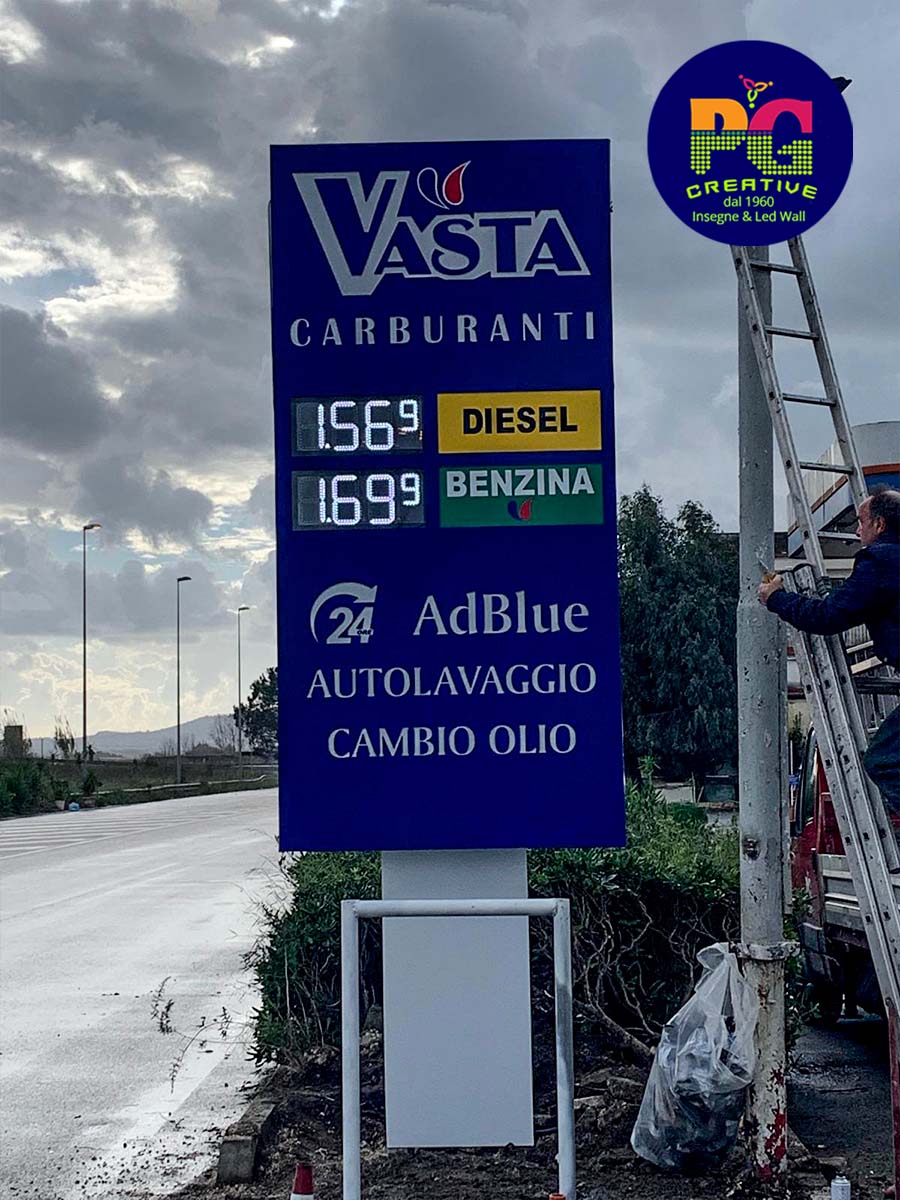 PG
CREATIVE
dal 1960
Insegne & Led Wall
VASTA
CARBURANTI
1.56⁹ DIESEL
1.69⁹ BENZINA
24 ORE AdBlue
AUTOLAVAGGIO
CAMBIO OLIO